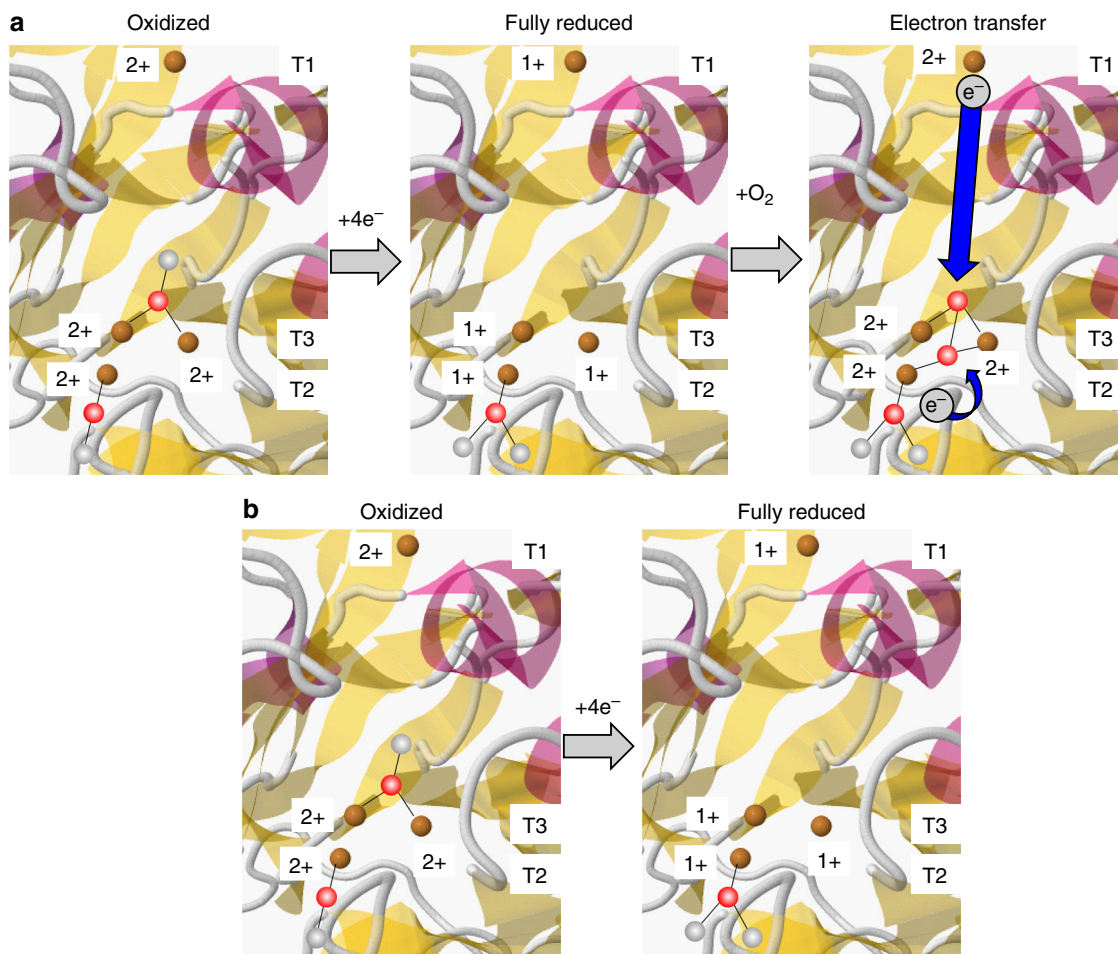 a
Oxidized
Fully reduced
Electron transfer
2+
T1
1+
T1
2+
T1
e⁻
+4e⁻
+O₂
2+
T3
1+
T3
2+
T3
2+
2+
T2
1+
1+
T2
2+
2+
T2
e⁻
b
Oxidized
Fully reduced
2+
T1
1+
T1
+4e⁻
2+
T3
1+
T3
2+
2+
T2
1+
1+
T2